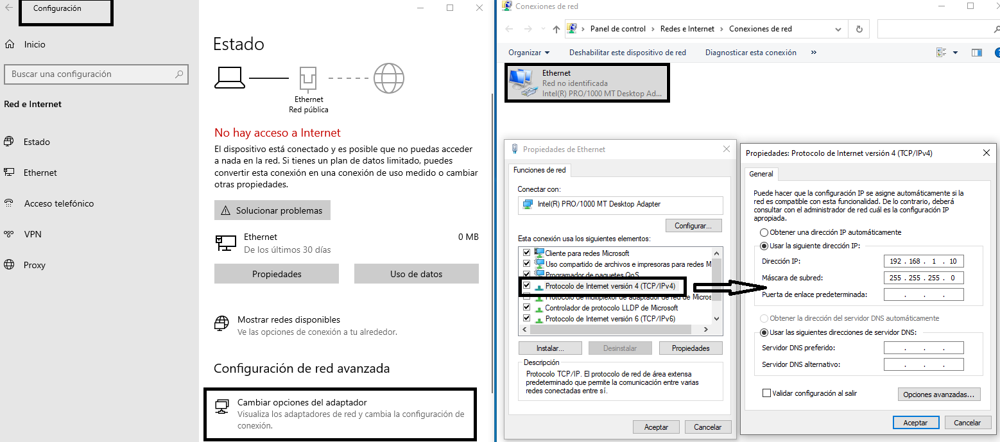 Configuración
Inicio
Buscar una configuración
Red e Internet
Estado
Ethernet
Acceso telefónico
VPN
Proxy
Estado
Ethernet
Red pública
No hay acceso a Internet
El dispositivo está conectado y es posible que no puedas acceder
a nada en la red. Si tienes un plan de datos limitado, puedes
convertir esta conexión en una conexión de uso medido o cambiar
otras propiedades.
Solucionar problemas
Ethernet
0 MB
De los últimos 30 días
Propiedades
Uso de datos
Mostrar redes disponibles
Ve las opciones de conexión a tu alrededor.
Configuración de red avanzada
Cambiar opciones del adaptador
Visualiza los adaptadores de red y cambia la configuración de
conexión.
Conexiones de red
Panel de control > Redes e Internet > Conexiones de red
Organizar
Deshabilitar este dispositivo de red
Diagnosticar esta conexión
»
Ethernet
Red no identificada
Intel(R) PRO/1000 MT Desktop Ad...
Propiedades de Ethernet
Funciones de red
Conectar con:
Intel(R) PRO/1000 MT Desktop Adapter
Configurar...
Esta conexión usa los siguientes elementos:
Cliente para redes Microsoft
Uso compartido de archivos e impresoras para redes M
Programador de paquetes QoS
Protocolo de Internet versión 4 (TCP/IPv4)
Protocolo de multiplexor de adaptador de red de Micros
Controlador de protocolo LLDP de Microsoft
Protocolo de Internet versión 6 (TCP/IPv6)
Instalar...
Desinstalar
Propiedades
Descripción
Protocolo TCP/IP. El protocolo de red de área extensa
predeterminado que permite la comunicación entre varias
redes conectadas entre sí.
Aceptar
Cancelar
Propiedades: Protocolo de Internet versión 4 (TCP/IPv4)
General
Puede hacer que la configuración IP se asigne automáticamente si la
red es compatible con esta funcionalidad. De lo contrario, deberá
consultar con el administrador de red cuál es la configuración IP
apropiada.
Obtener una dirección IP automáticamente
Usar la siguiente dirección IP:
Dirección IP:
192 . 168 . 1 . 10
Máscara de subred:
255 . 255 . 255 . 0
Puerta de enlace predeterminada:
. . .
Obtener la dirección del servidor DNS automáticamente
Usar las siguientes direcciones de servidor DNS:
Servidor DNS preferido:
. . .
Servidor DNS alternativo:
. . .
Validar configuración al salir
Opciones avanzadas...
Aceptar
Cancelar